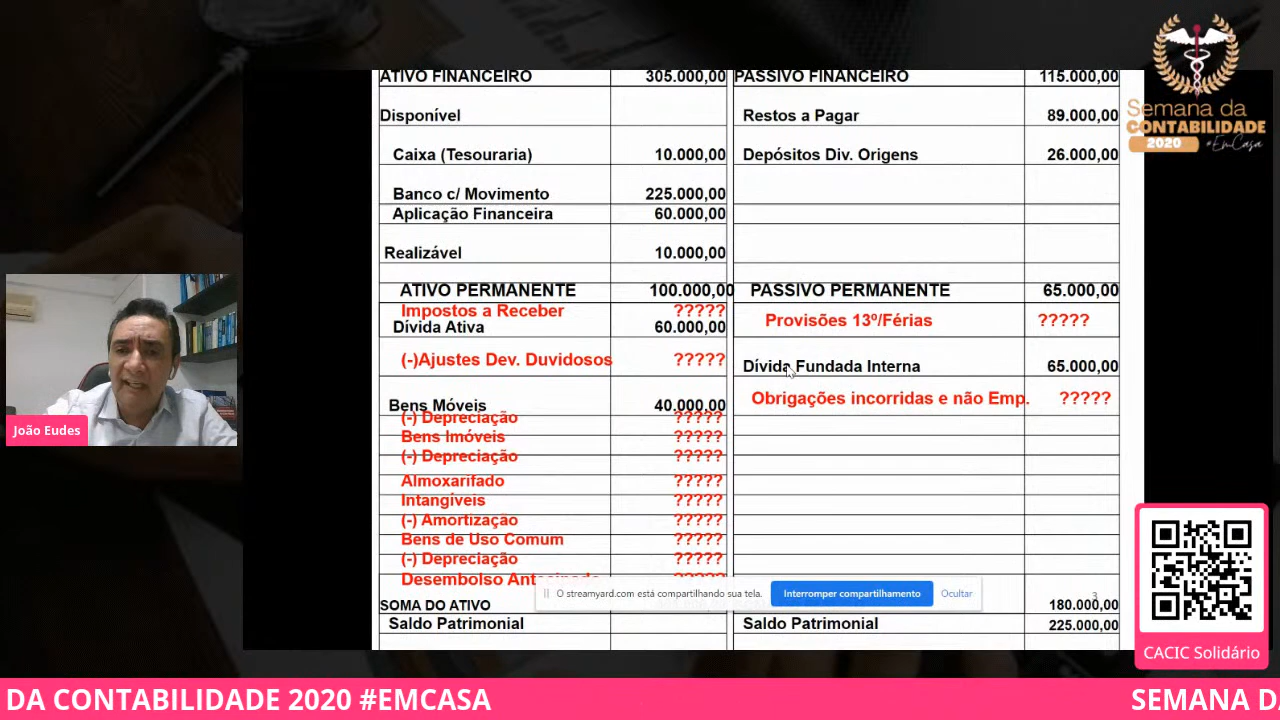 ATIVO FINANCEIRO 305.000,00 PASSIVO FINANCEIRO 115.000,00
Disponível Restos a Pagar 89.000,00
Caixa (Tesouraria) 10.000,00 Depósitos Div. Origens 26.000,00
Banco c/ Movimento 225.000,00
Aplicação Financeira 60.000,00
Realizável 10.000,00
ATIVO PERMANENTE 100.000,00 PASSIVO PERMANENTE 65.000,00
Impostos a Receber ?????
Provisões 13º/Férias ?????
Dívida Ativa 60.000,00
(-)Ajustes Dev. Duvidosos ?????
Dívida Fundada Interna 65.000,00
Obrigações incorridas e não Emp. ?????
Bens Móveis 40.000,00
(-) Depreciação ?????
Bens Imóveis ?????
(-) Depreciação ?????
Almoxarifado ?????
Intangíveis ?????
(-) Amortização ?????
Bens de Uso Comum ?????
(-) Depreciação ?????
Desembolso
SOMA DO ATIVO 180.000,00
Saldo Patrimonial Saldo Patrimonial 225.000,00
3
O streamyard.com está compartilhando sua tela. Interromper compartilhamento Ocultar
Semana da
CONTABILIDADE
2020 #EmCasa
João Eudes
CACIC Solidário
DA CONTABILIDADE 2020 #EMCASA SEMANA DA